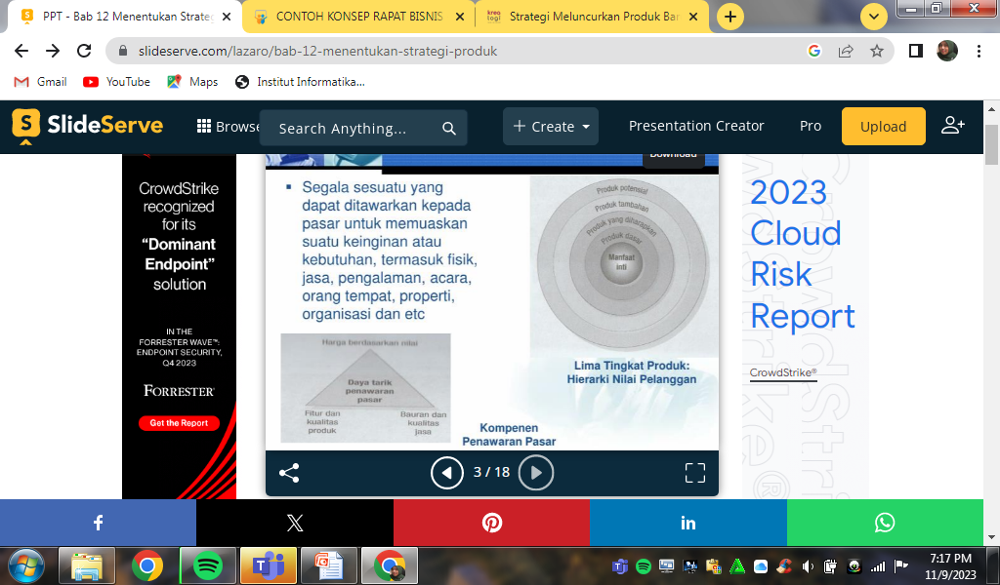 PPT - Bab 12 Menentukan Strate
CONTOH KONSEP RAPAT BISNIS
krea
logi
Strategi Meluncurkan Produk Bar
slideserve.com/lazaro/bab-12-menentukan-strategi-produk
Gmail
YouTube
Maps
Institut Informatika...
S
SlideServe
Browse
Search Anything...
+ Create
Presentation Creator
Pro
Upload
CrowdStrike
recognized
for its
“Dominant
Endpoint”
solution
IN THE
FORRESTER WAVE™:
ENDPOINT SECURITY,
Q4 2023
FORRESTER®
Get the Report
Download
▪ Segala sesuatu yang
dapat ditawarkan kepada
pasar untuk memuaskan
suatu keinginan atau
kebutuhan, termasuk fisik,
jasa, pengalaman, acara,
orang tempat, properti,
organisasi dan etc
Produk potensial
Produk tambahan
Produk yang diharapkan
Produk dasar
Manfaat
inti
Lima Tingkat Produk:
Hierarki Nilai Pelanggan
Harga berdasarkan nilai
Daya tarik
penawaran
pasar
Fitur dan
kualitas
produk
Bauran dan
kualitas
jasa
Kompenen
Penawaran Pasar
3 / 18
2023
Cloud
Risk
Report
CrowdStrike®
CrowdStrike®
7:17 PM
11/9/2023